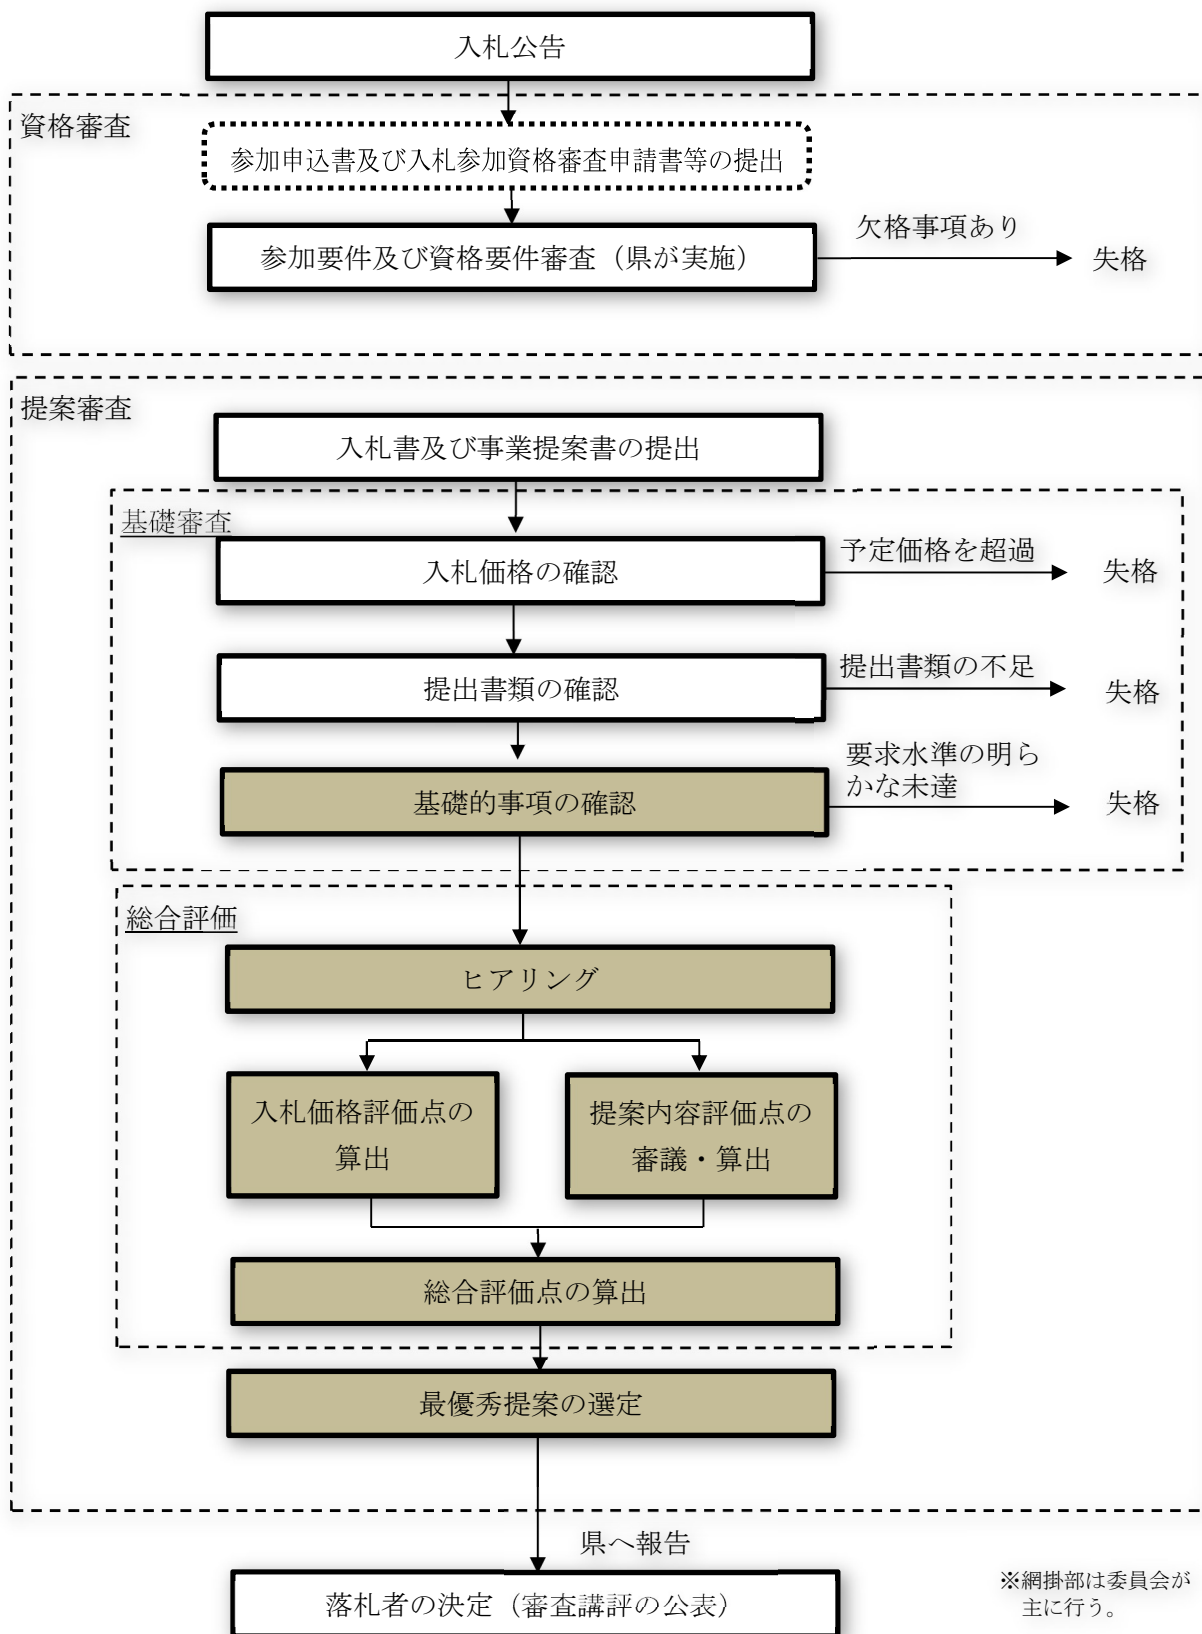 入札公告
資格審査
参加申込書及び入札参加資格審査申請書等の提出
参加要件及び資格要件審査（県が実施）
欠格事項あり
失格
提案審査
入札書及び事業提案書の提出
基礎審査
入札価格の確認
予定価格を超過
失格
提出書類の確認
提出書類の不足
失格
基礎的事項の確認
要求水準の明ら
かな未達
失格
総合評価
ヒアリング
入札価格評価点の
算出
提案内容評価点の
審議・算出
総合評価点の算出
最優秀提案の選定
県へ報告
落札者の決定（審査講評の公表）
※網掛部は委員会が
主に行う。